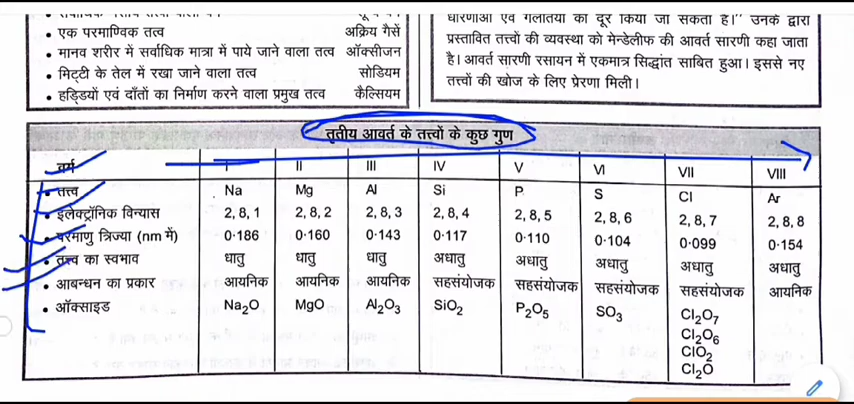 एक परमाण्विक तत्व अक्रिय गैसें
मानव शरीर में सर्वाधिक मात्रा में पाये जाने वाला तत्व ऑक्सीजन
मिट्टी के तेल में रखा जाने वाला तत्व सोडियम
हड्डियों एवं दाँतों का निर्माण करने वाला प्रमुख तत्व कैल्सियम
धारणाओं एवं गलतियों को दूर किया जा सकता है।" उनके द्वारा
प्रस्तावित तत्त्वों की व्यवस्था को मेन्डेलीफ की आवर्त सारणी कहा जाता
है। आवर्त सारणी रसायन में एकमात्र सिद्धांत साबित हुआ। इससे नए
तत्त्वों की खोज के लिए प्रेरणा मिली।
तृतीय आवर्त के तत्त्वों के कुछ गुण
वर्ग I II III IV V VI VII VIII
तत्त्व Na Mg Al Si P S Cl Ar
इलेक्ट्रॉनिक विन्यास 2, 8, 1 2, 8, 2 2, 8, 3 2, 8, 4 2, 8, 5 2, 8, 6 2, 8, 7 2, 8, 8
परमाणु त्रिज्या (nm में) 0·186 0·160 0·143 0·117 0·110 0·104 0·099 0·154
तत्त्व का स्वभाव धातु धातु धातु अधातु अधातु अधातु अधातु अधातु
आबन्धन का प्रकार आयनिक आयनिक आयनिक सहसंयोजक सहसंयोजक सहसंयोजक सहसंयोजक आयनिक
ऑक्साइड Na₂O MgO Al₂O₃ SiO₂ P₂O₅ SO₃ Cl₂O₇
Cl₂O₆
ClO₂
Cl₂O